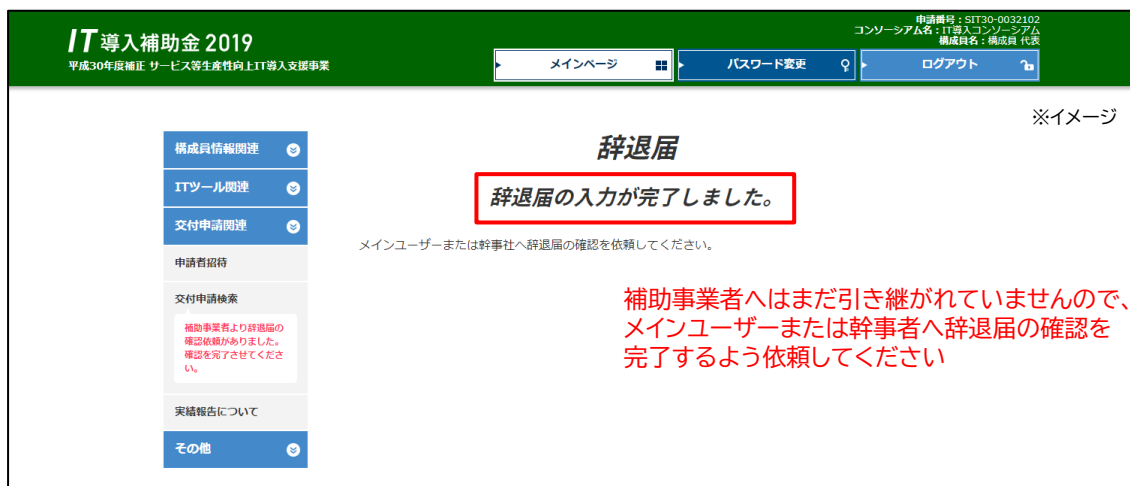 IT導入補助金 2019
平成30年度補正 サービス等生産性向上IT導入支援事業
申請番号：SIT30-0032102
コンソーシアム名：IT導入コンソーシアム
構成員名：構成員 代表
メインページ
パスワード変更
ログアウト
※イメージ
構成員情報関連
ITツール関連
交付申請関連
申請者招待
交付申請検索
補助事業者より辞退届の
確認依頼がありました。
確認を完了させてくださ
い。
実績報告について
その他
辞退届
辞退届の入力が完了しました。
メインユーザーまたは幹事社へ辞退届の確認を依頼してください。
補助事業者へはまだ引き継がれていませんので、
メインユーザーまたは幹事者へ辞退届の確認を
完了するよう依頼してください